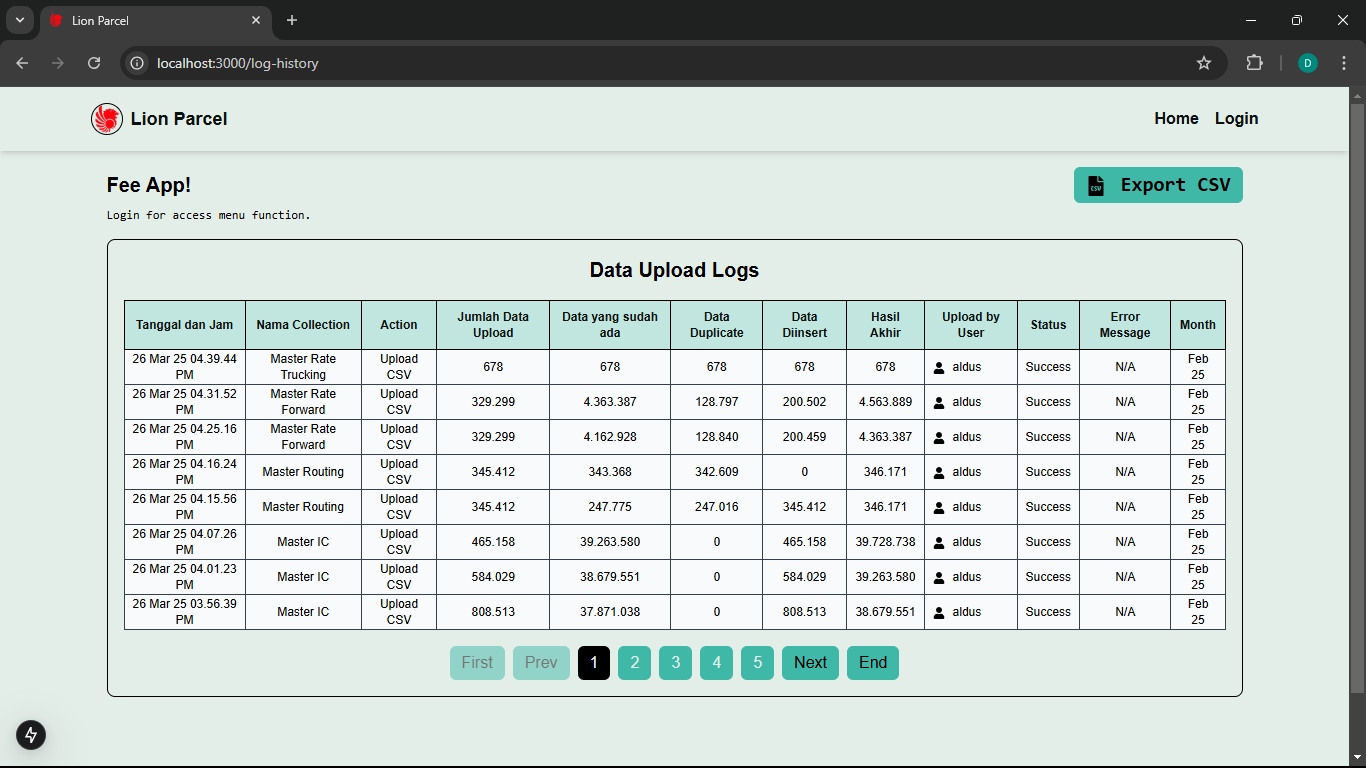 Lion Parcel
localhost:3000/log-history
D
Lion Parcel
Home Login
Fee App!
CSV Export CSV
Login for access menu function.
Data Upload Logs
Tanggal dan Jam Nama Collection Action Jumlah Data Upload Data yang sudah ada Data Duplicate Data Diinsert Hasil Akhir Upload by User Status Error Message Month
26 Mar 25 04.39.44 PM Master Rate Trucking Upload CSV 678 678 678 678 678 aldus Success N/A Feb 25
26 Mar 25 04.31.52 PM Master Rate Forward Upload CSV 329.299 4.363.387 128.797 200.502 4.563.889 aldus Success N/A Feb 25
26 Mar 25 04.25.16 PM Master Rate Forward Upload CSV 329.299 4.162.928 128.840 200.459 4.363.387 aldus Success N/A Feb 25
26 Mar 25 04.16.24 PM Master Routing Upload CSV 345.412 343.368 342.609 0 346.171 aldus Success N/A Feb 25
26 Mar 25 04.15.56 PM Master Routing Upload CSV 345.412 247.775 247.016 345.412 346.171 aldus Success N/A Feb 25
26 Mar 25 04.07.26 PM Master IC Upload CSV 465.158 39.263.580 0 465.158 39.728.738 aldus Success N/A Feb 25
26 Mar 25 04.01.23 PM Master IC Upload CSV 584.029 38.679.551 0 584.029 39.263.580 aldus Success N/A Feb 25
26 Mar 25 03.56.39 PM Master IC Upload CSV 808.513 37.871.038 0 808.513 38.679.551 aldus Success N/A Feb 25
First Prev 1 2 3 4 5 Next End